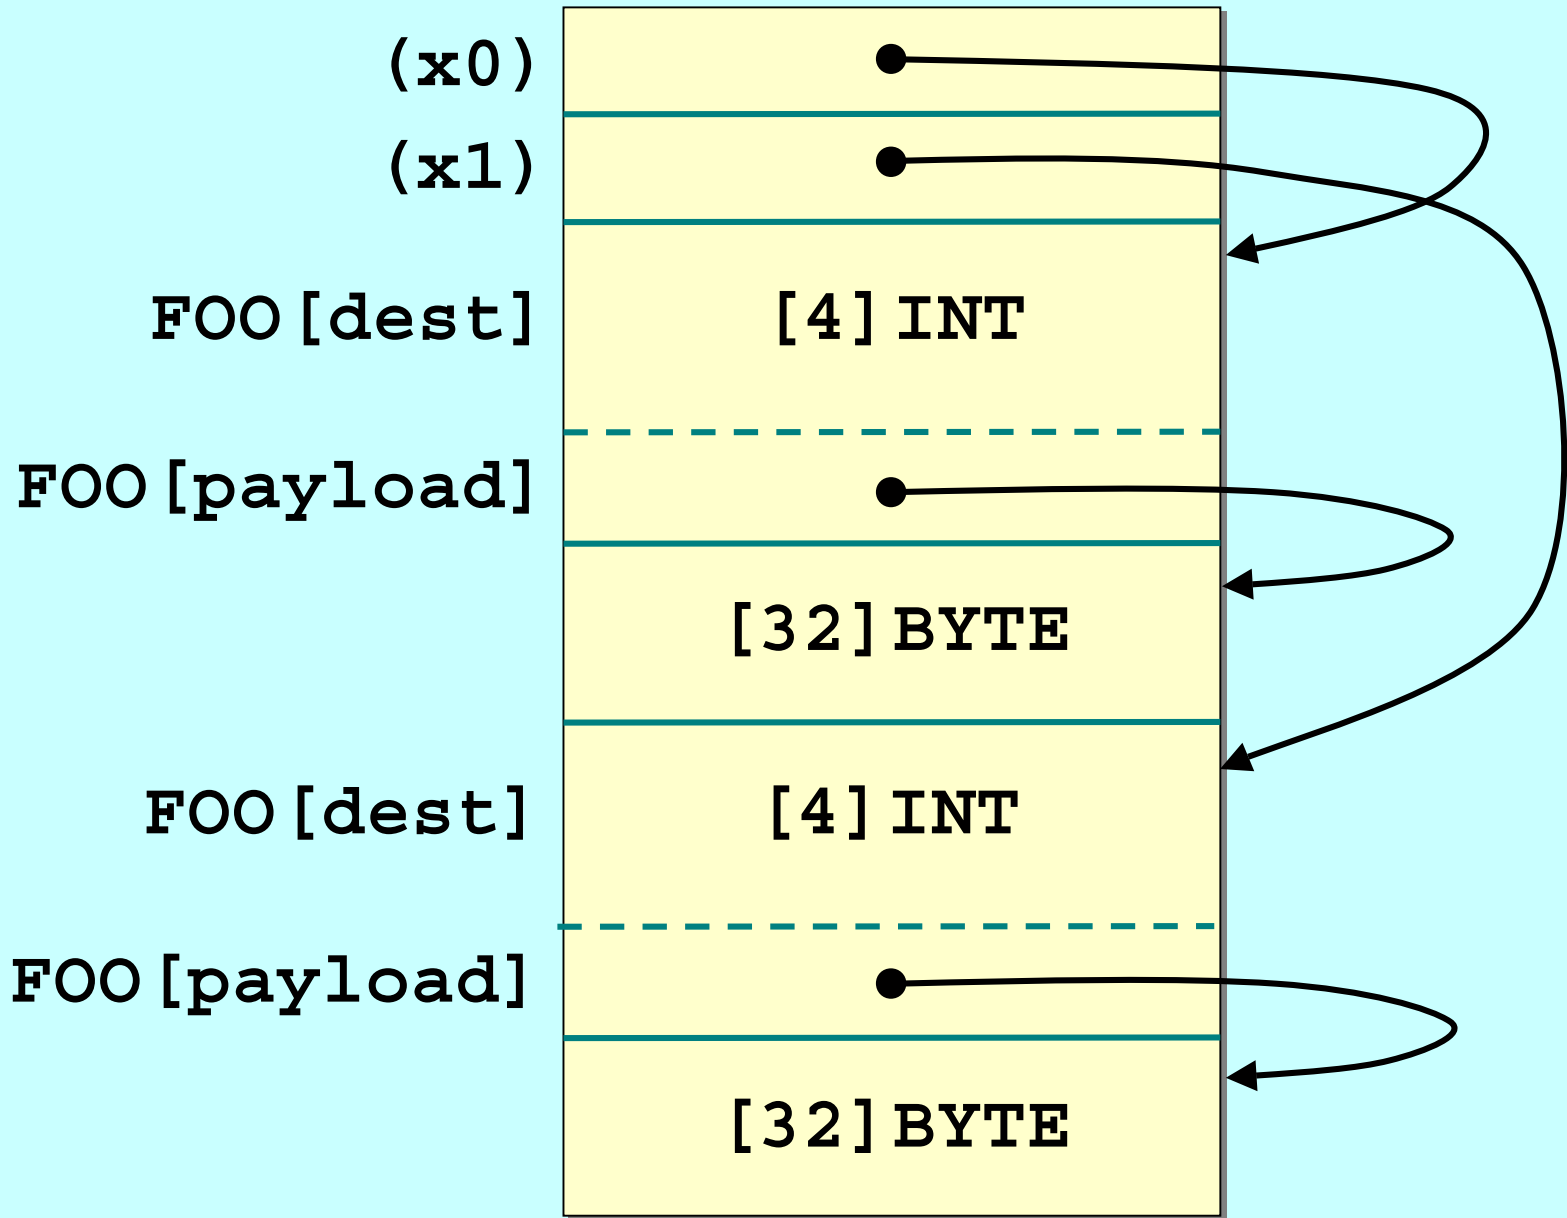 (x0)
(x1)
FOO[dest] [4]INT
FOO[payload]
[32]BYTE
FOO[dest] [4]INT
FOO[payload]
[32]BYTE